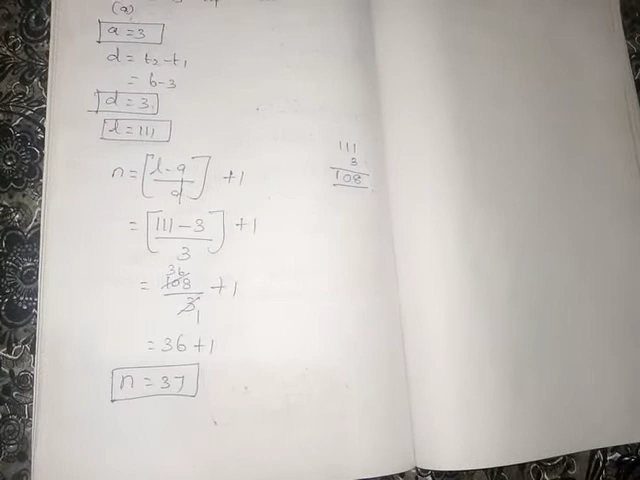 (a)
a = 3
d = t₂ - t₁
= 6 - 3
d = 3.
l = 111
n = [l - a / d] + 1
= [111 - 3 / 3] + 1
= 36 108 / 3 1 + 1
= 36 + 1
n = 37
111
3
108